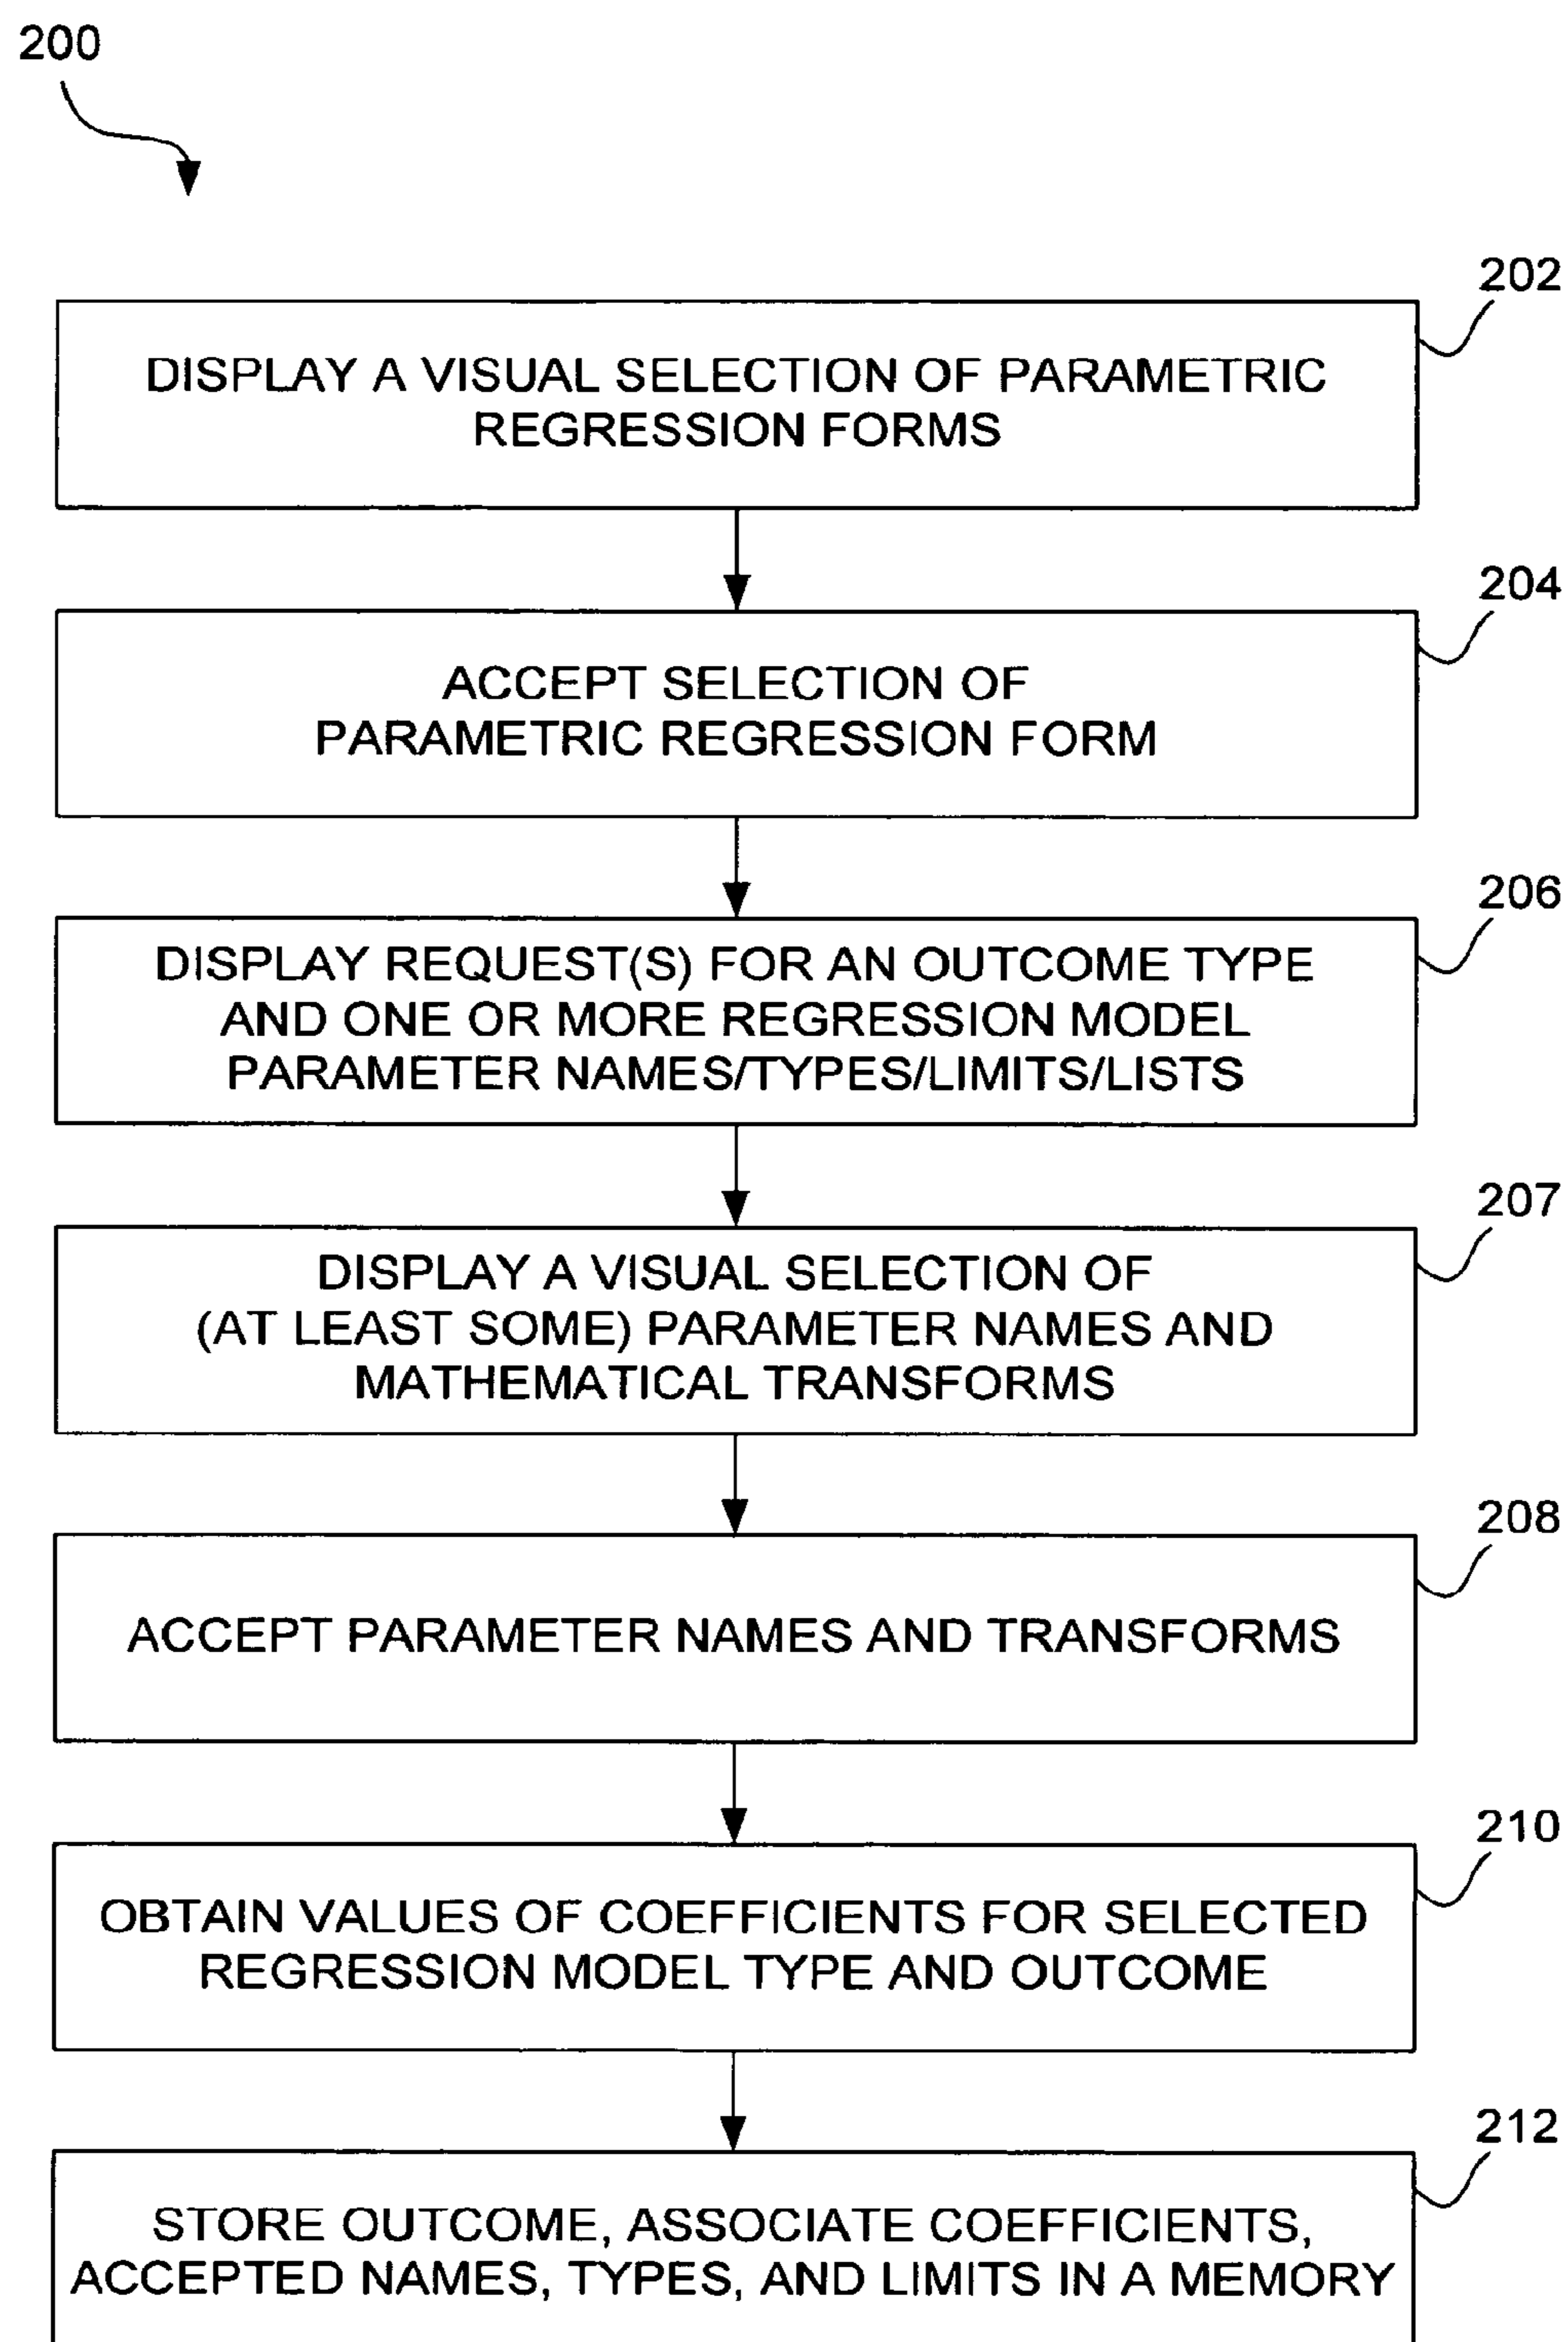 200
202
DISPLAY A VISUAL SELECTION OF PARAMETRIC
REGRESSION FORMS
204
ACCEPT SELECTION OF
PARAMETRIC REGRESSION FORM
206
DISPLAY REQUEST(S) FOR AN OUTCOME TYPE
AND ONE OR MORE REGRESSION MODEL
PARAMETER NAMES/TYPES/LIMITS/LISTS
207
DISPLAY A VISUAL SELECTION OF
(AT LEAST SOME) PARAMETER NAMES AND
MATHEMATICAL TRANSFORMS
208
ACCEPT PARAMETER NAMES AND TRANSFORMS
210
OBTAIN VALUES OF COEFFICIENTS FOR SELECTED
REGRESSION MODEL TYPE AND OUTCOME
212
STORE OUTCOME, ASSOCIATE COEFFICIENTS,
ACCEPTED NAMES, TYPES, AND LIMITS IN A MEMORY